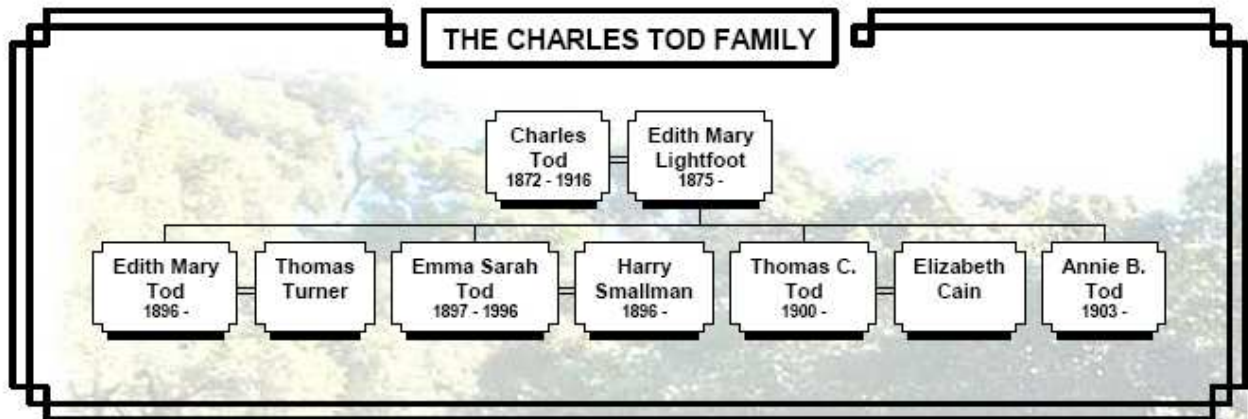 THE CHARLES TOD FAMILY
Charles
Tod
1872 - 1916
Edith Mary
Lightfoot
1875 -
Edith Mary
Tod
1896 -
Thomas
Turner
Emma Sarah
Tod
1897 - 1996
Harry
Smallman
1896 -
Thomas C.
Tod
1900 -
Elizabeth
Cain
Annie B.
Tod
1903 -